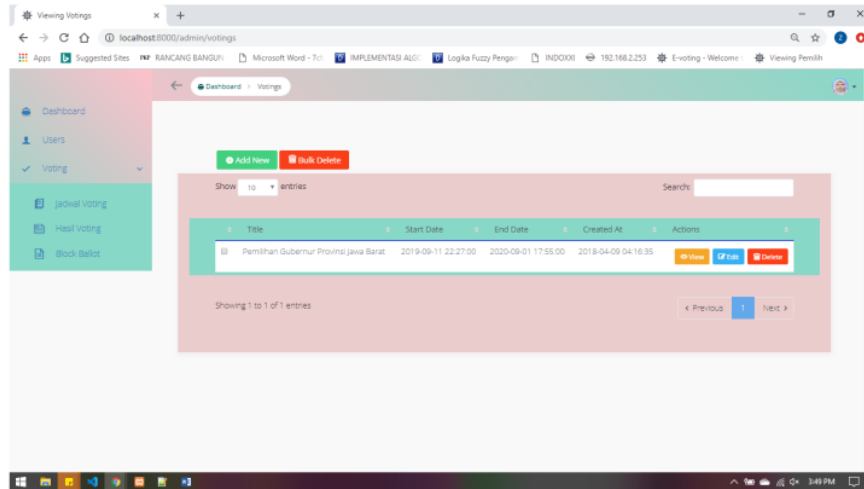 Viewing Votings
localhost:8000/admin/votings
Apps Suggested Sites RANCANG BANGUN Microsoft Word - 7c IMPLEMENTASI ALG Logika Fuzzy Pengan INDOXXI 192.168.2.253 E-voting - Welcome Viewing Pemilih
Dashboard > Votings
Dashboard
Users
Voting
Jadwal Voting
Hasil Voting
Block Ballot
Add New Bulk Delete
Show 10 entries Search:
Title Start Date End Date Created At Actions
Pemilihan Gubernur Provinsi Jawa Barat 2019-09-11 22:27:00 2020-09-01 17:55:00 2018-04-09 04:16:35 View Edit Delete
Showing 1 to 1 of 1 entries
< Previous 1 Next >
3:49 PM